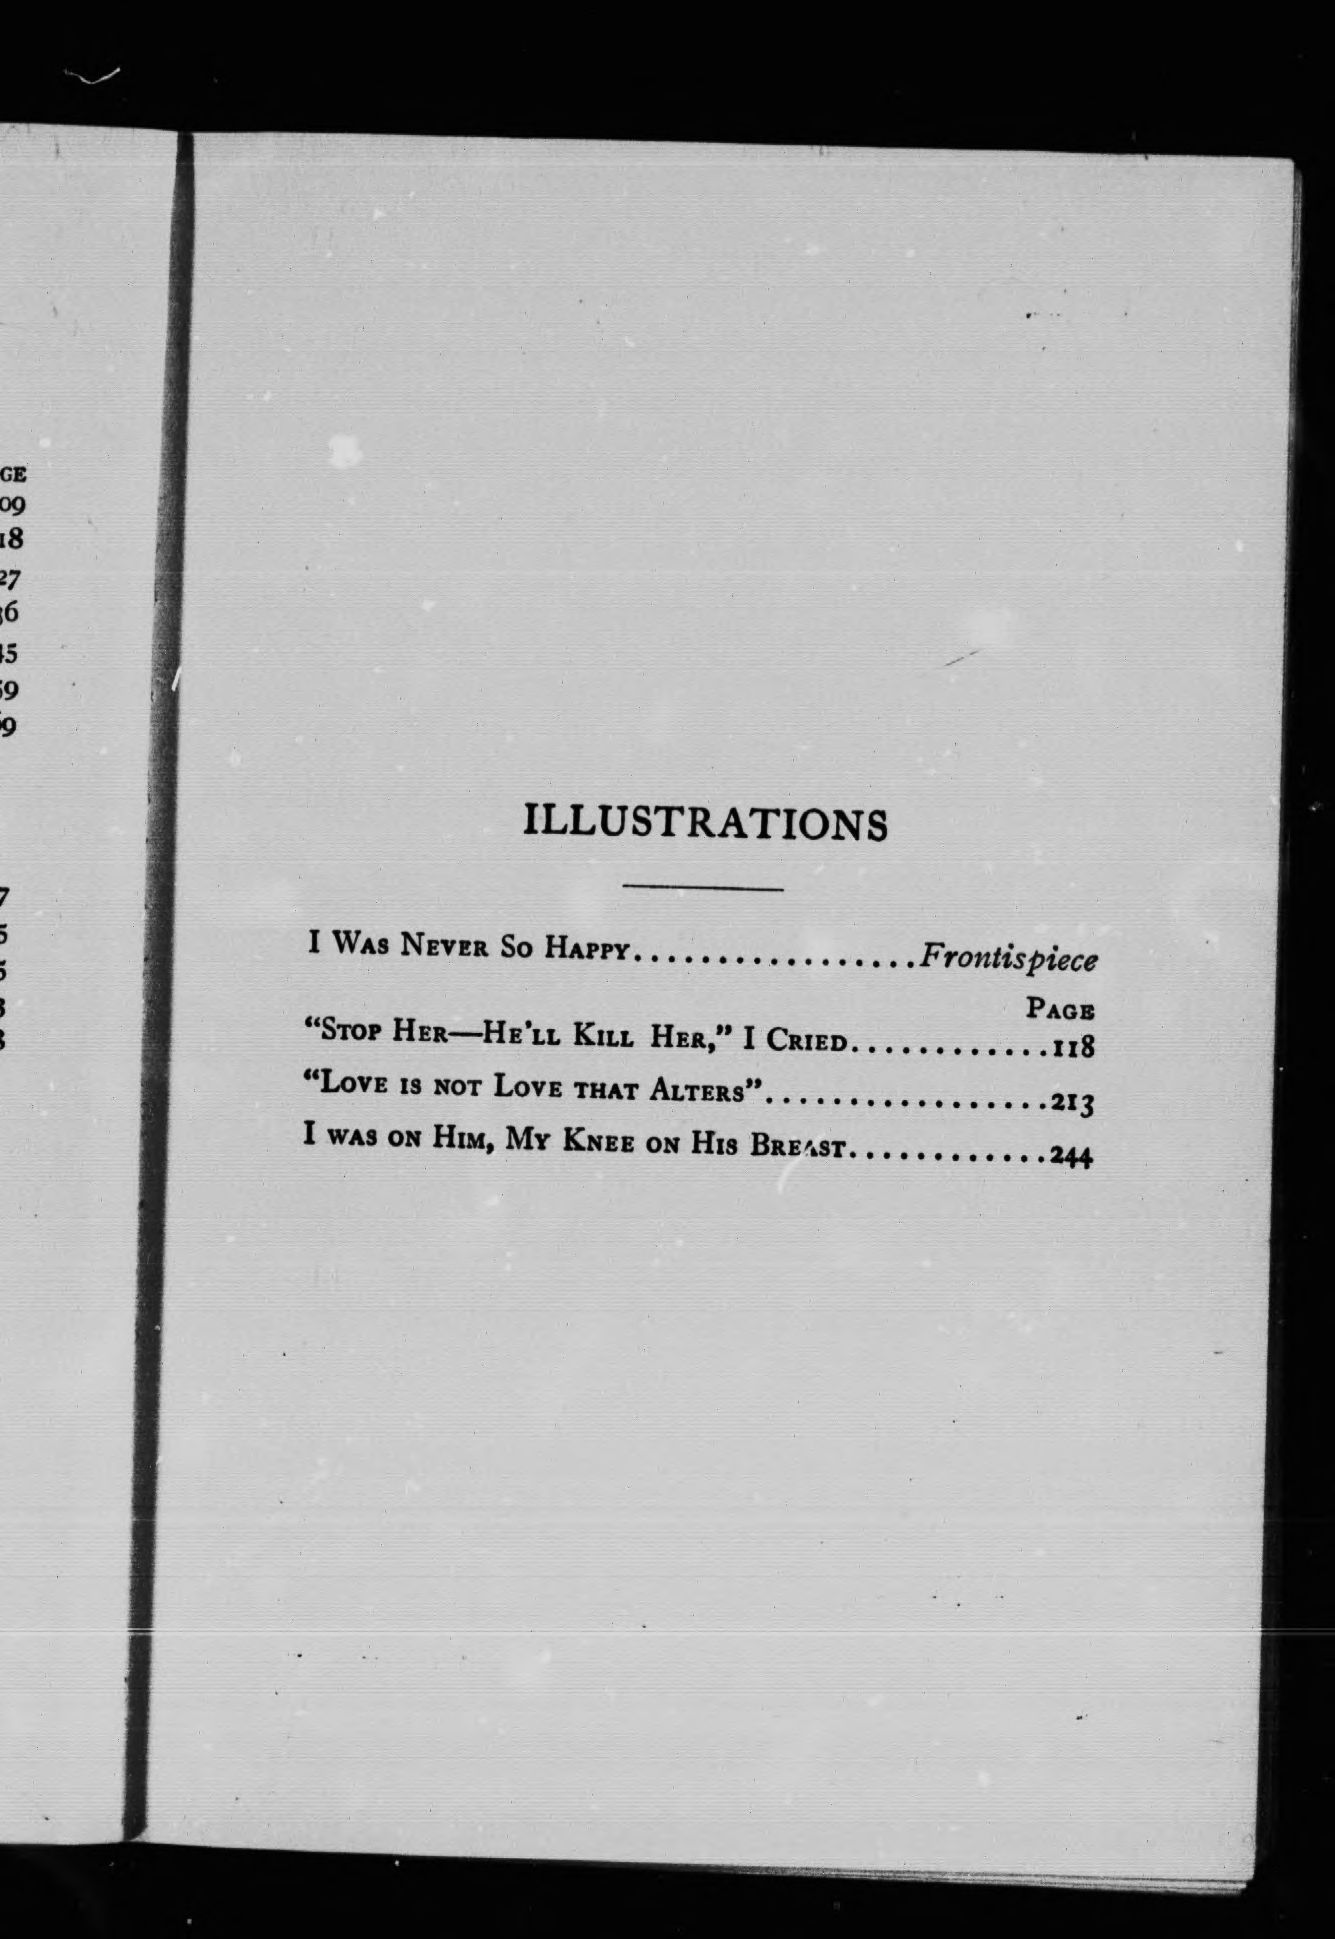 ILLUSTRATIONS
I Was Never So Happy..................Frontispiece
Page
"Stop Her—He'll Kill Her," I Cried.............118
"Love is not Love that Alters"..................213
I was on Him, My Knee on His Breast.............244